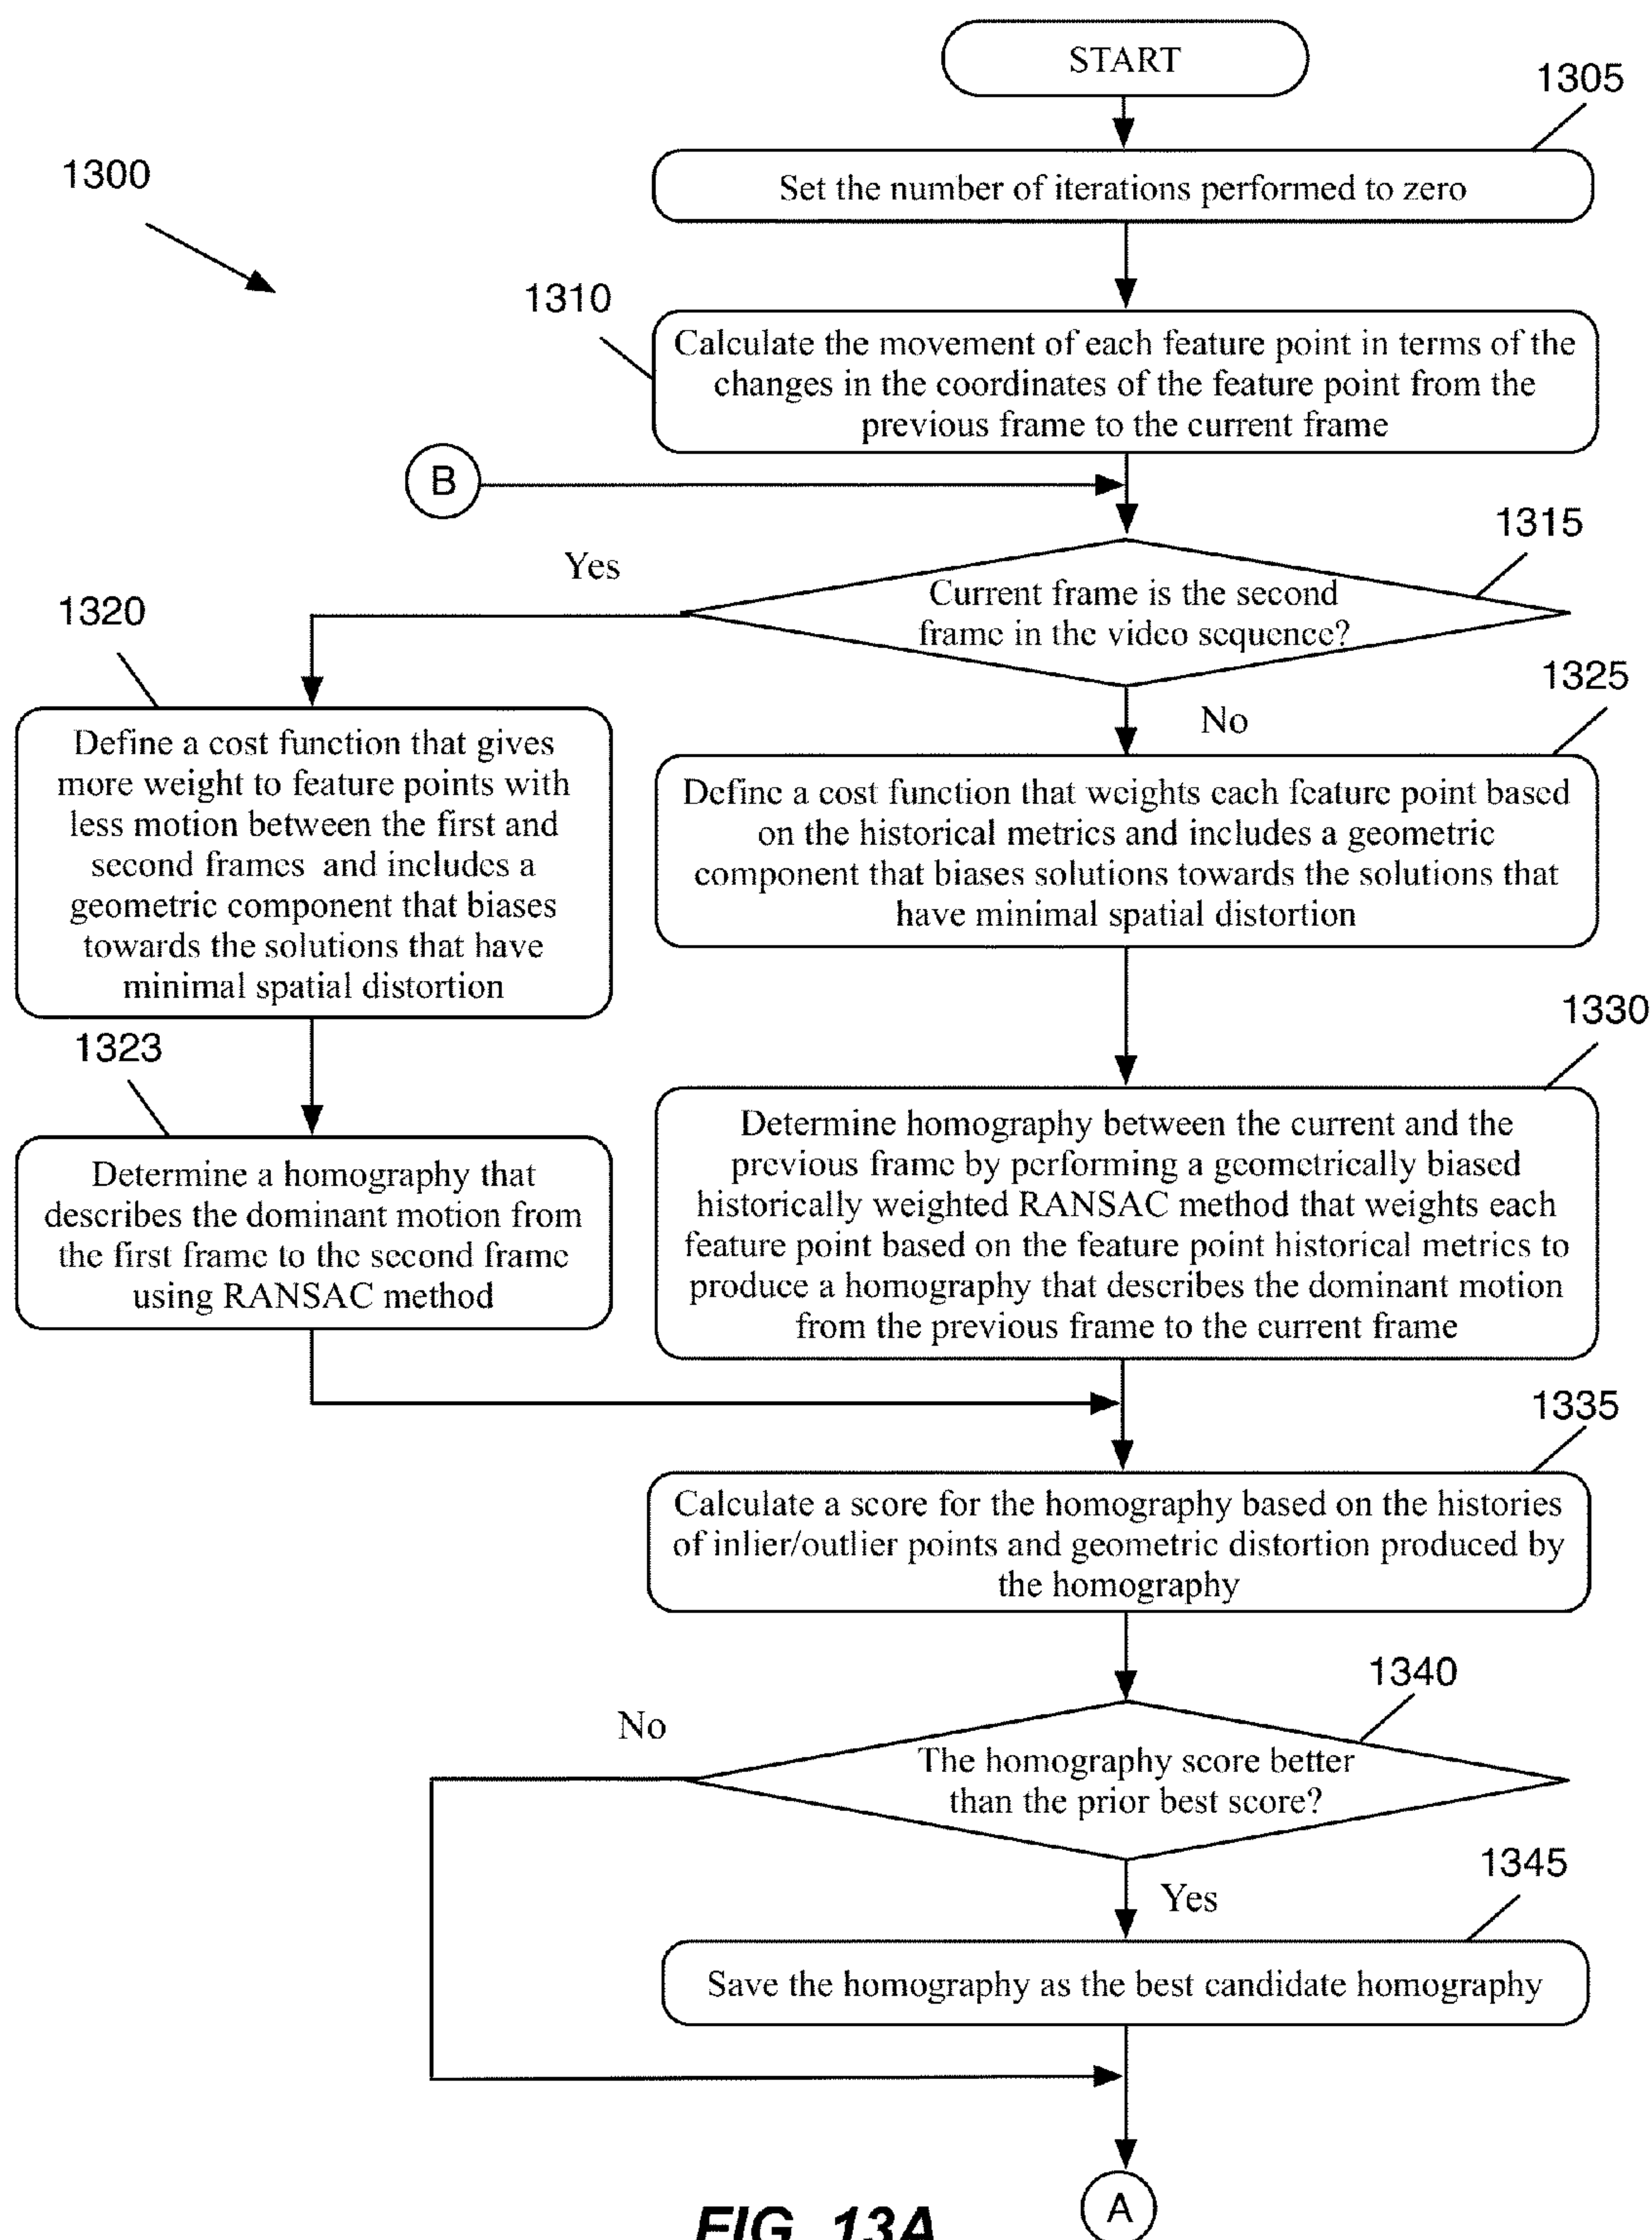 START
1305
Set the number of iterations performed to zero
1300
1310
Calculate the movement of each feature point in terms of the
changes in the coordinates of the feature point from the
previous frame to the current frame
B
1315
Yes
Current frame is the second
frame in the video sequence?
1320
1325
No
Define a cost function that gives
more weight to feature points with
less motion between the first and
second frames and includes a
geometric component that biases
towards the solutions that have
minimal spatial distortion
Define a cost function that weights each feature point based
on the historical metrics and includes a geometric
component that biases solutions towards the solutions that
have minimal spatial distortion
1323
1330
Determine a homography that
describes the dominant motion from
the first frame to the second frame
using RANSAC method
Determine homography between the current and the
previous frame by performing a geometrically biased
historically weighted RANSAC method that weights each
feature point based on the feature point historical metrics to
produce a homography that describes the dominant motion
from the previous frame to the current frame
1335
Calculate a score for the homography based on the histories
of inlier/outlier points and geometric distortion produced by
the homography
1340
No
The homography score better
than the prior best score?
1345
Yes
Save the homography as the best candidate homography
A
FIG. 13A